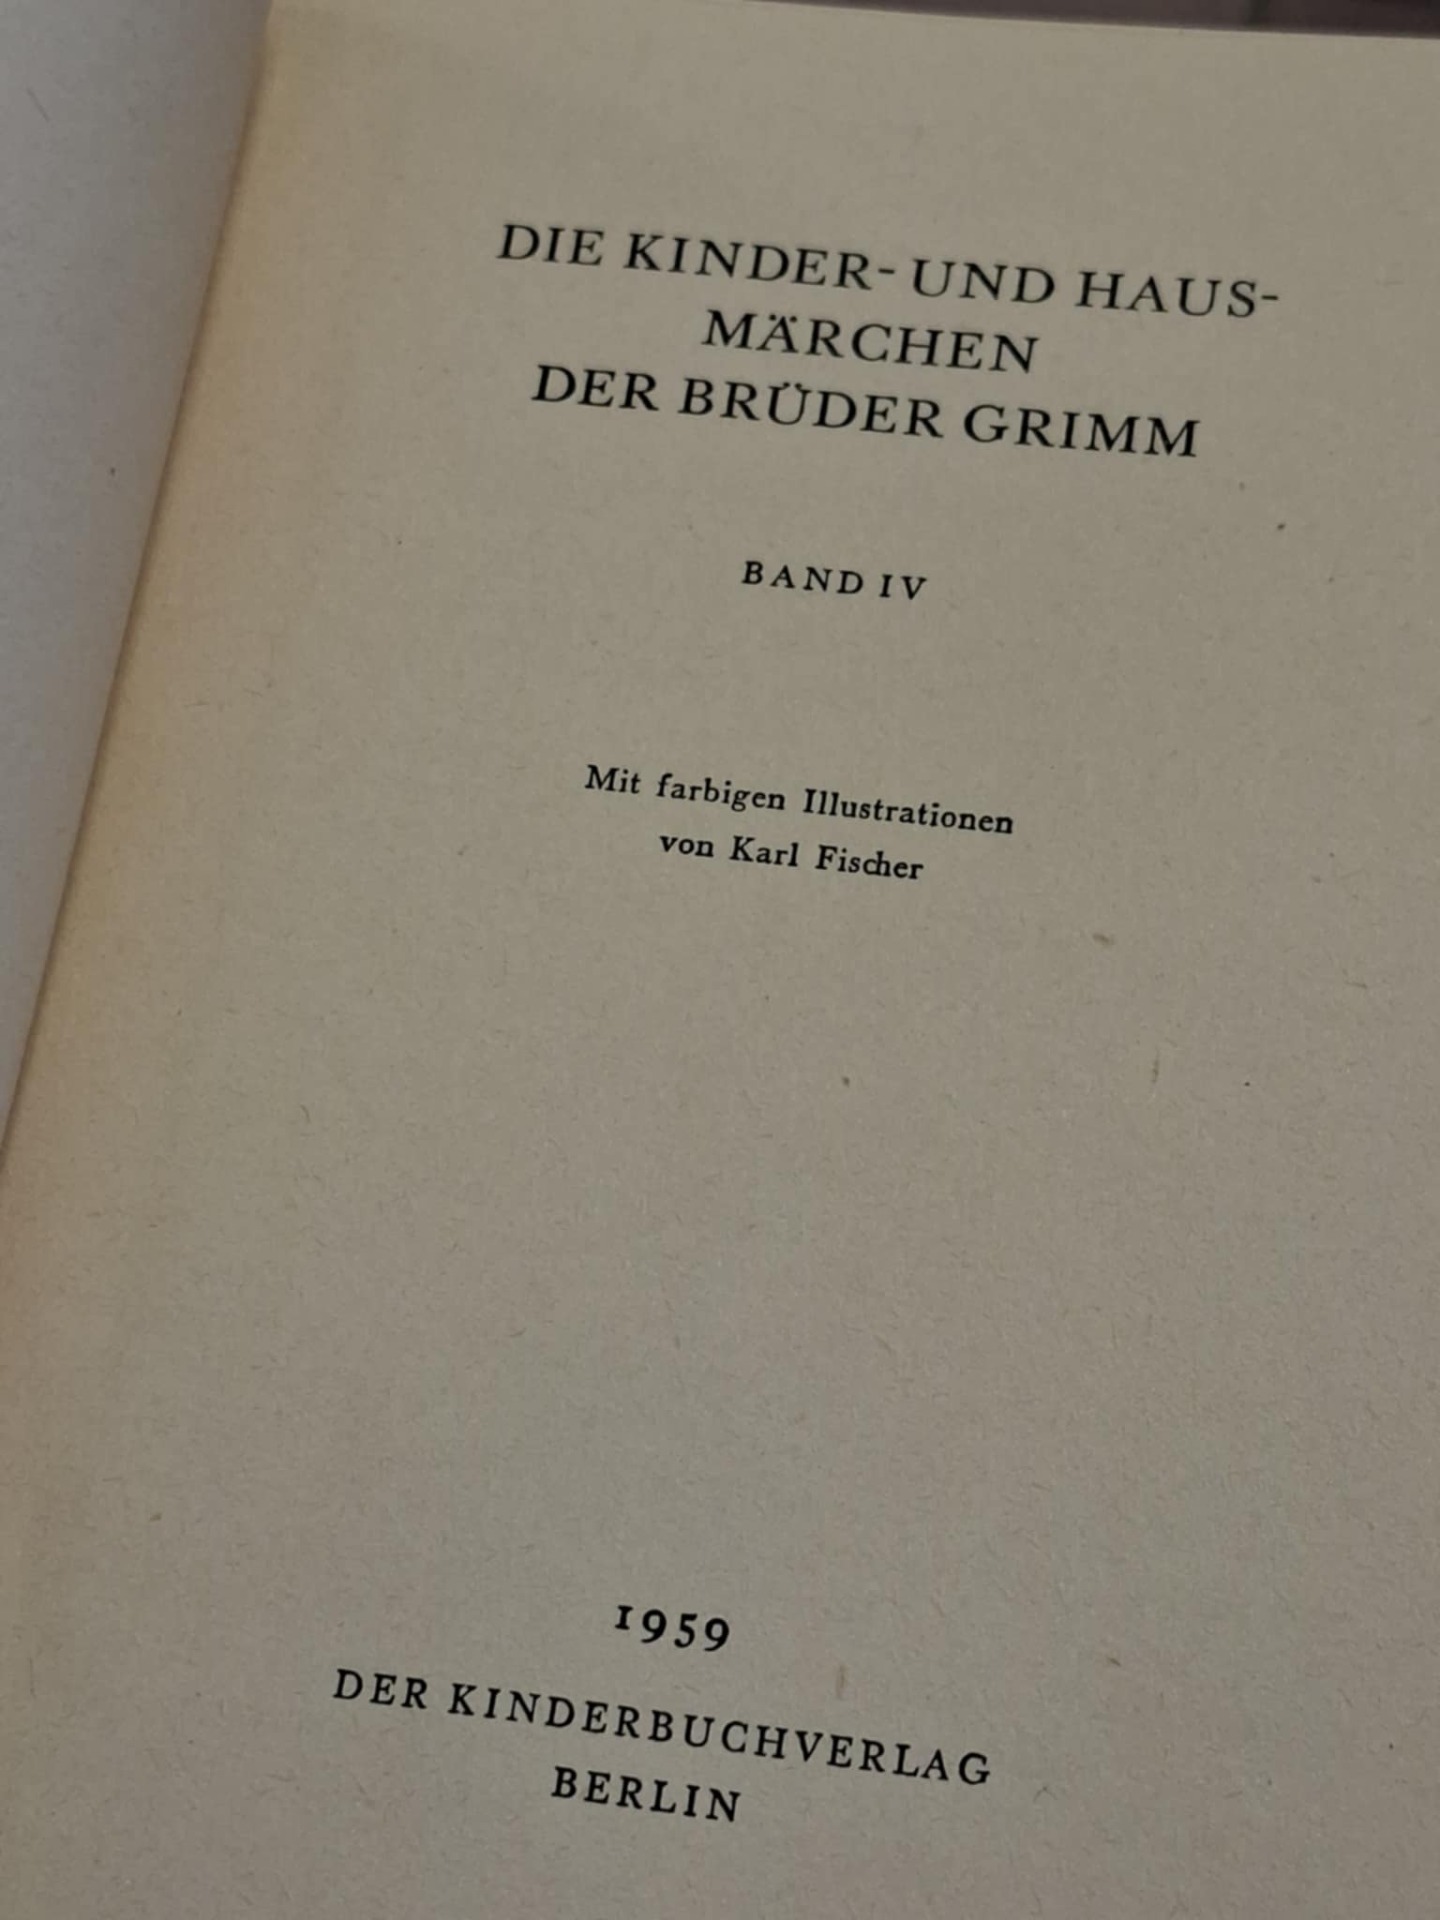 DIE KINDER- UND HAUS-
MÄRCHEN
DER BRÜDER GRIMM
BAND IV
Mit farbigen Illustrationen
von Karl Fischer
1959
DER KINDERBUCHVERLAG
BERLIN